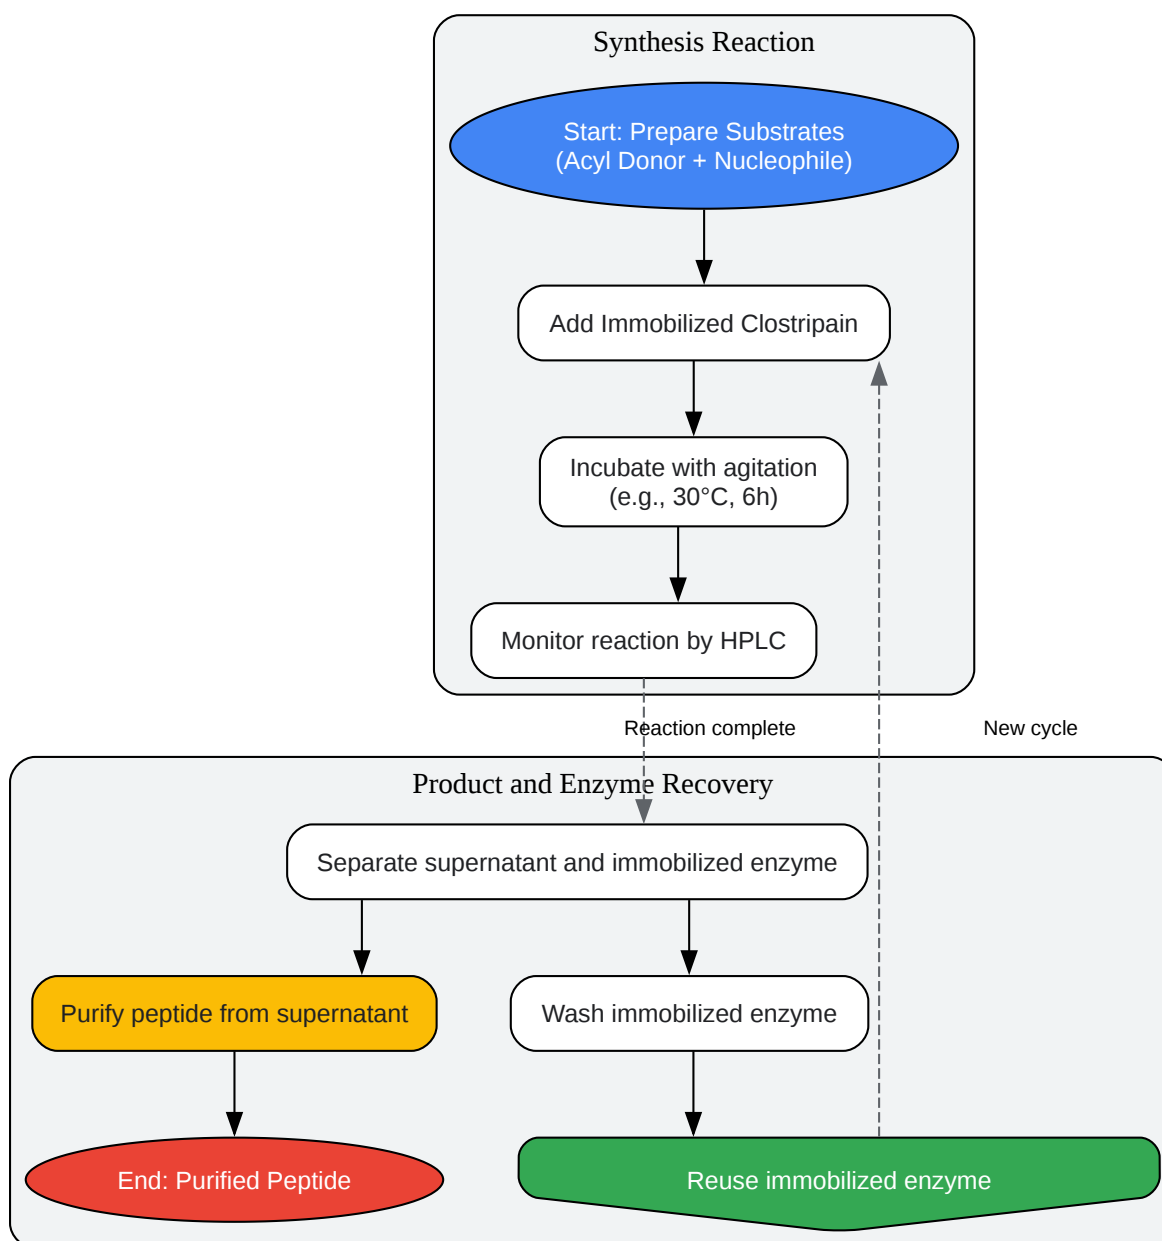 Synthesis Reaction
Start: Prepare Substrates
(Acyl Donor + Nucleophile)
Add Immobilized Clostripain
Incubate with agitation
(e.g., 30°C, 6h)
Monitor reaction by HPLC
Reaction complete
New cycle
Product and Enzyme Recovery
Separate supernatant and immobilized enzyme
Purify peptide from supernatant
Wash immobilized enzyme
End: Purified Peptide
Reuse immobilized enzyme